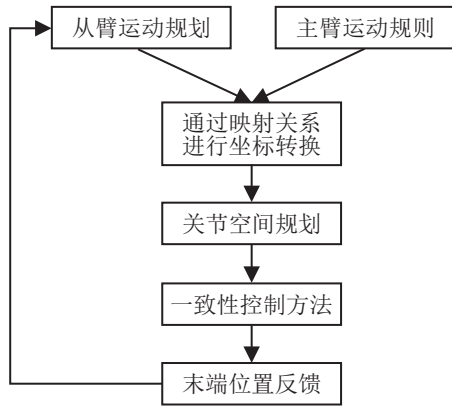 从臂运动规划
主臂运动规则
通过映射关系
进行坐标转换
关节空间规划
一致性控制方法
末端位置反馈